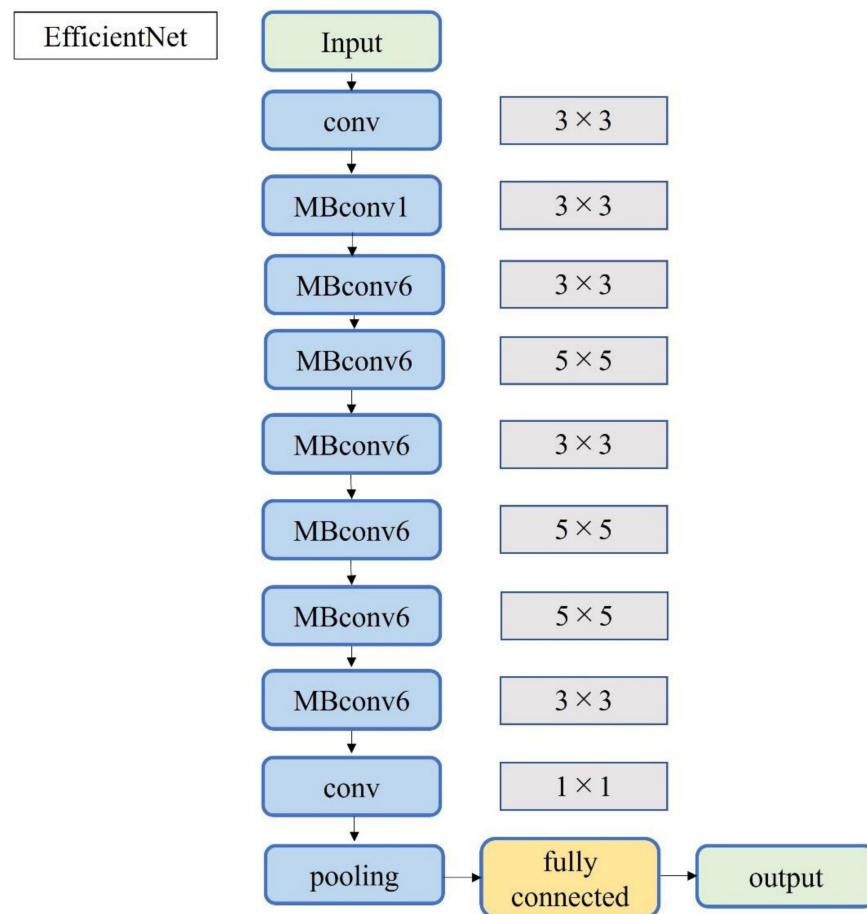 EfficientNet
Input
conv
3 × 3
MBconv1
3 × 3
MBconv6
3 × 3
MBconv6
5 × 5
MBconv6
3 × 3
MBconv6
5 × 5
MBconv6
5 × 5
MBconv6
3 × 3
conv
1 × 1
pooling
fully
connected
output